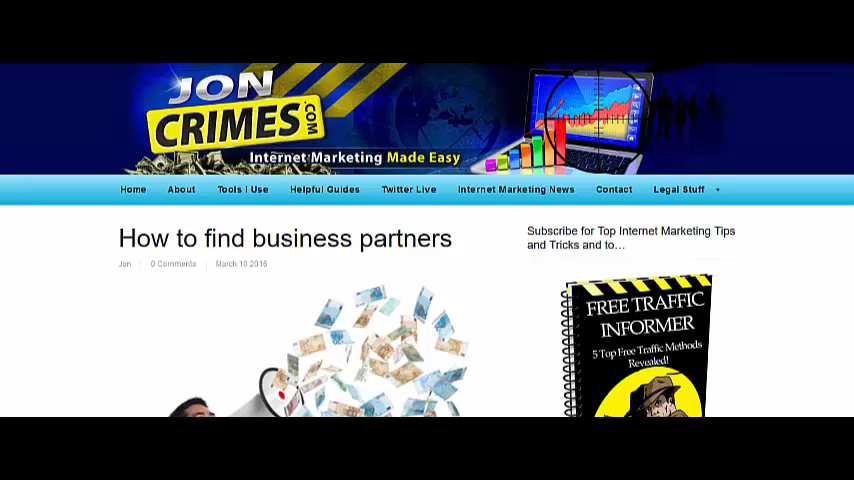 JON
CRIMES
.COM
Internet Marketing Made Easy
Home About Tools I Use Helpful Guides Twitter Live Internet Marketing News Contact Legal Stuff
How to find business partners
Jon 0 Comments March 10 2016
Subscribe for Top Internet Marketing Tips
and Tricks and to…
FREE TRAFFIC
INFORMER
5 Top Free Traffic Methods
Revealed!